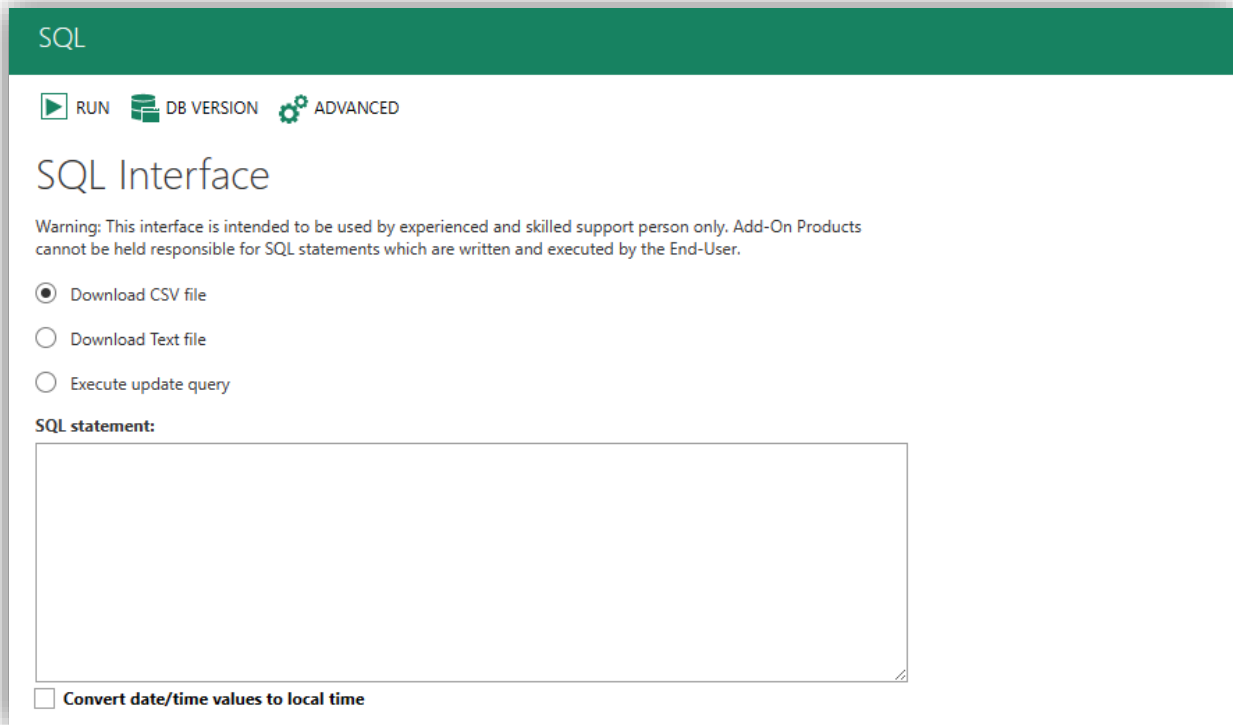 SQL
RUN DB VERSION ADVANCED
SQL Interface
Warning: This interface is intended to be used by experienced and skilled support person only. Add-On Products
cannot be held responsible for SQL statements which are written and executed by the End-User.
Download CSV file
Download Text file
Execute update query
SQL statement:
Convert date/time values to local time